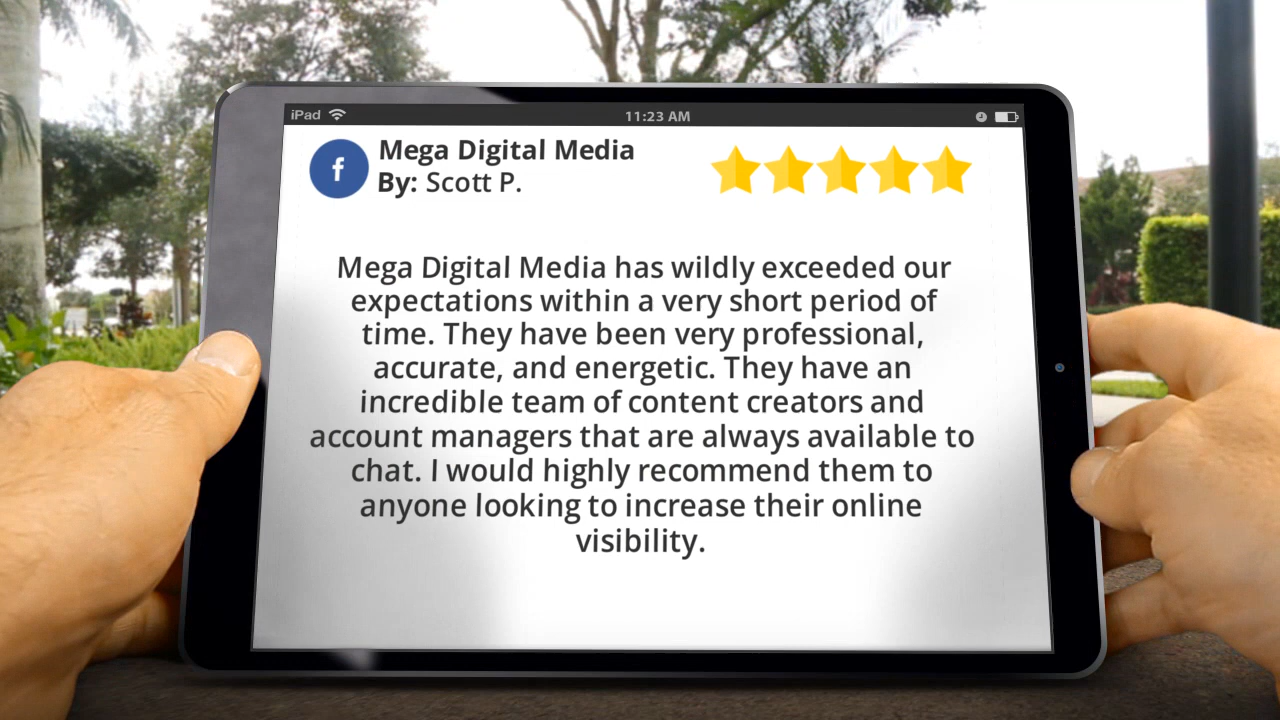 iPad
11:23 AM
f
Mega Digital Media
By: Scott P.
Mega Digital Media has wildly exceeded our
expectations within a very short period of
time. They have been very professional,
accurate, and energetic. They have an
incredible team of content creators and
account managers that are always available to
chat. I would highly recommend them to
anyone looking to increase their online
visibility.